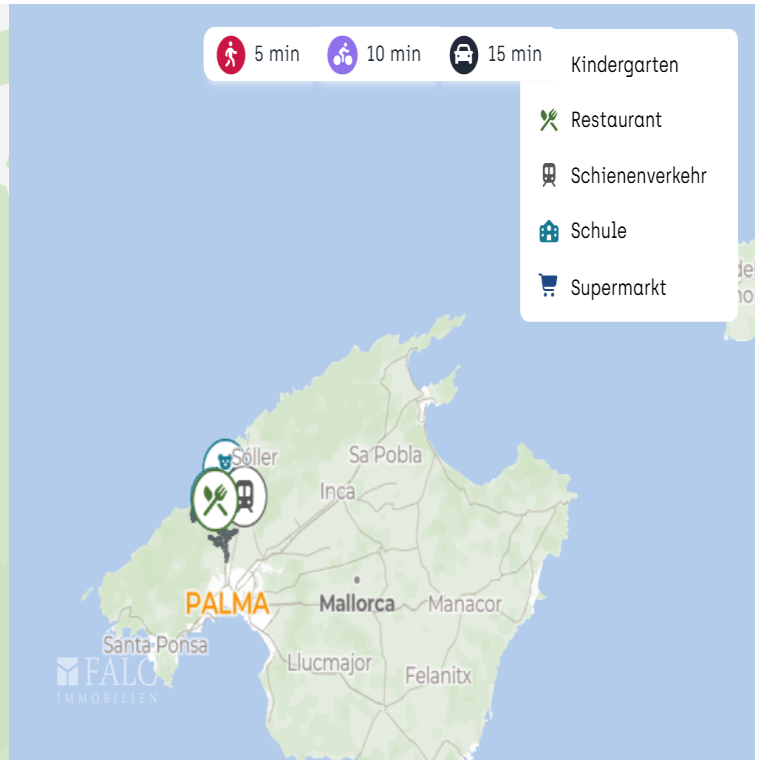 5 min
10 min
15 min
Kindergarten
Restaurant
Schienenverkehr
Schule
Supermarkt
Sóller
Sa Pobla
Inca
PALMA
Mallorca
Manacor
Santa Ponsa
Llucmajor
Felanitx
FALC
IMMOBILIEN